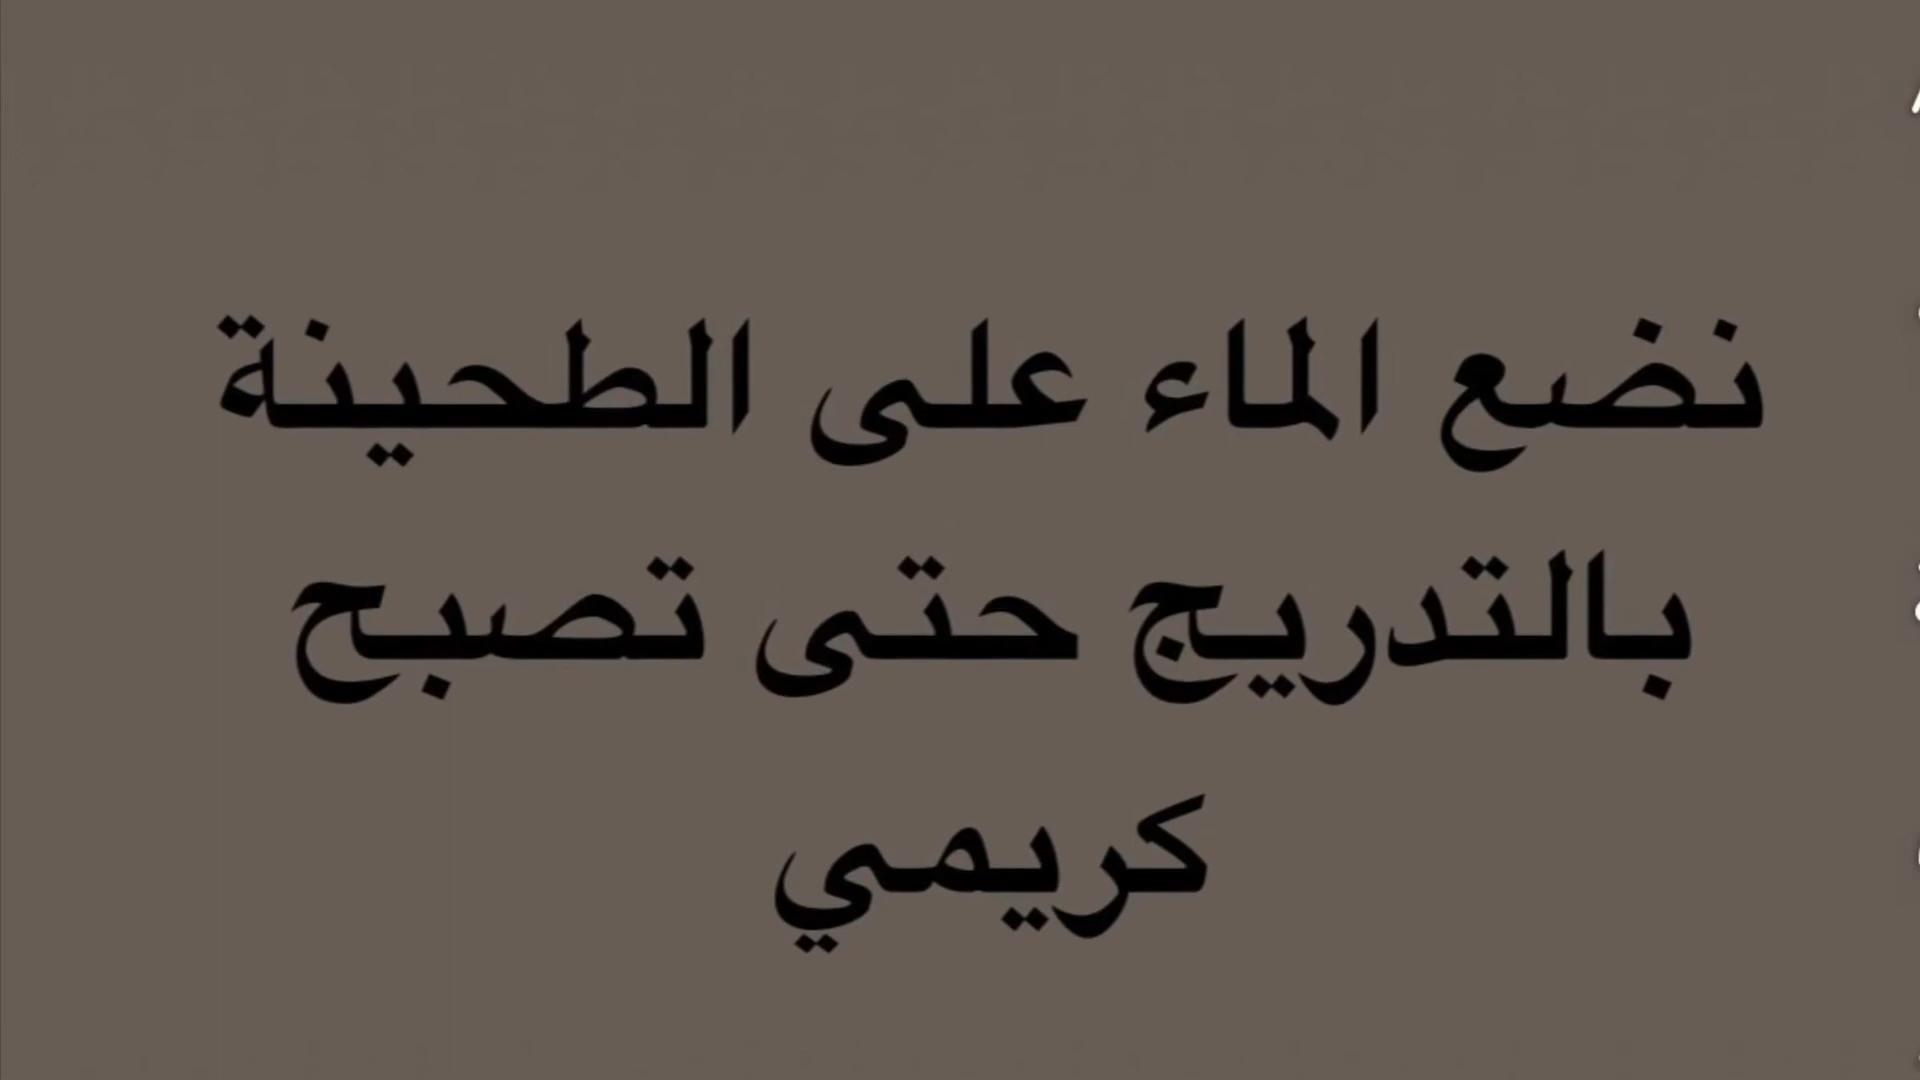 نضع الماء على الطحينة
بالتدريج حتى تصبح
كريمي